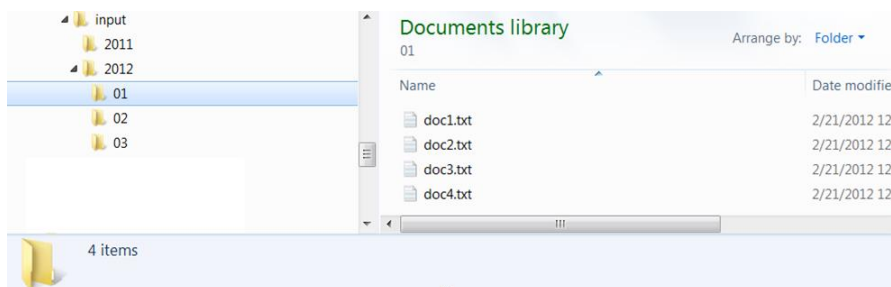 input
2011
2012
01
02
03
Documents library
01
Arrange by: Folder
Name
Date modifie
doc1.txt
2/21/2012 12
doc2.txt
2/21/2012 12
doc3.txt
2/21/2012 12
doc4.txt
2/21/2012 12
4 items